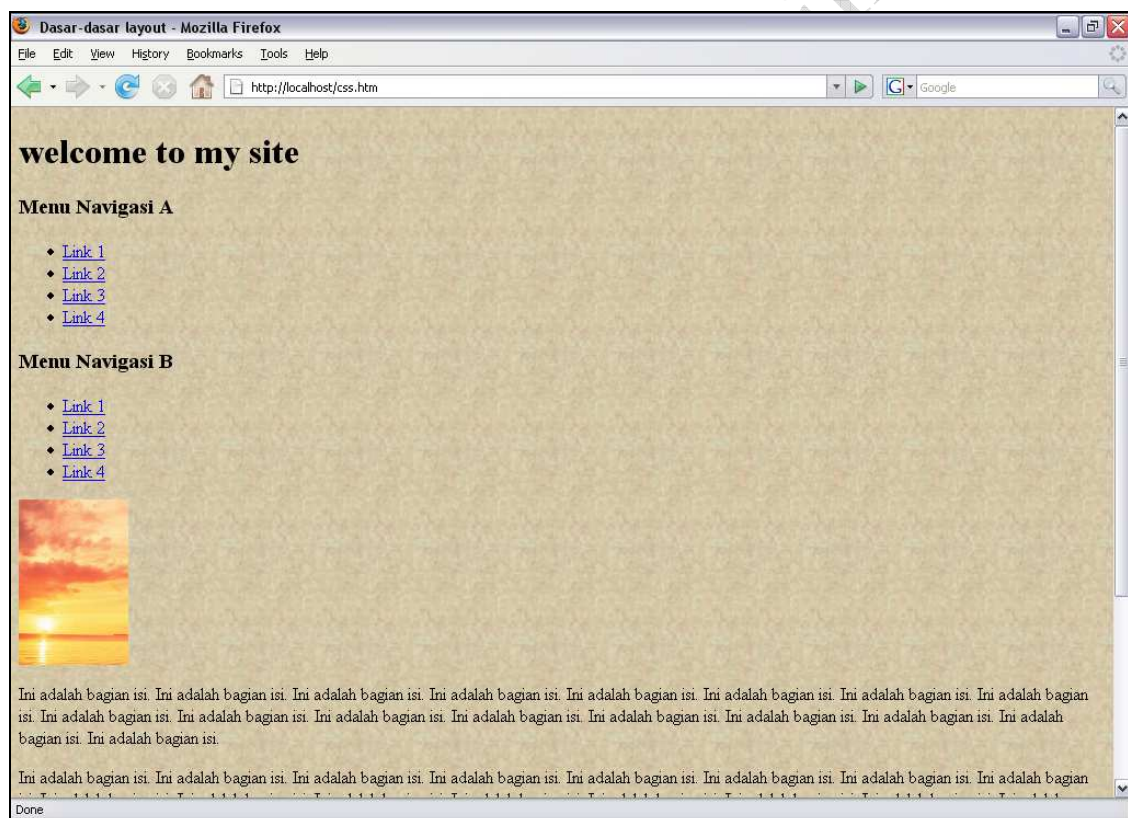 Dasar-dasar layout - Mozilla Firefox
File Edit View History Bookmarks Tools Help
http://localhost/css.htm
G Google
welcome to my site
Menu Navigasi A
Link 1
Link 2
Link 3
Link 4
Menu Navigasi B
Link 1
Link 2
Link 3
Link 4
Ini adalah bagian isi. Ini adalah bagian isi. Ini adalah bagian isi. Ini adalah bagian isi. Ini adalah bagian isi. Ini adalah bagian isi. Ini adalah bagian isi. Ini adalah bagian
isi. Ini adalah bagian isi. Ini adalah bagian isi. Ini adalah bagian isi. Ini adalah bagian isi. Ini adalah bagian isi. Ini adalah bagian isi. Ini adalah bagian isi. Ini adalah
bagian isi. Ini adalah bagian isi.
Ini adalah bagian isi. Ini adalah bagian isi. Ini adalah bagian isi. Ini adalah bagian isi. Ini adalah bagian isi. Ini adalah bagian isi. Ini adalah bagian isi. Ini adalah bagian
Done